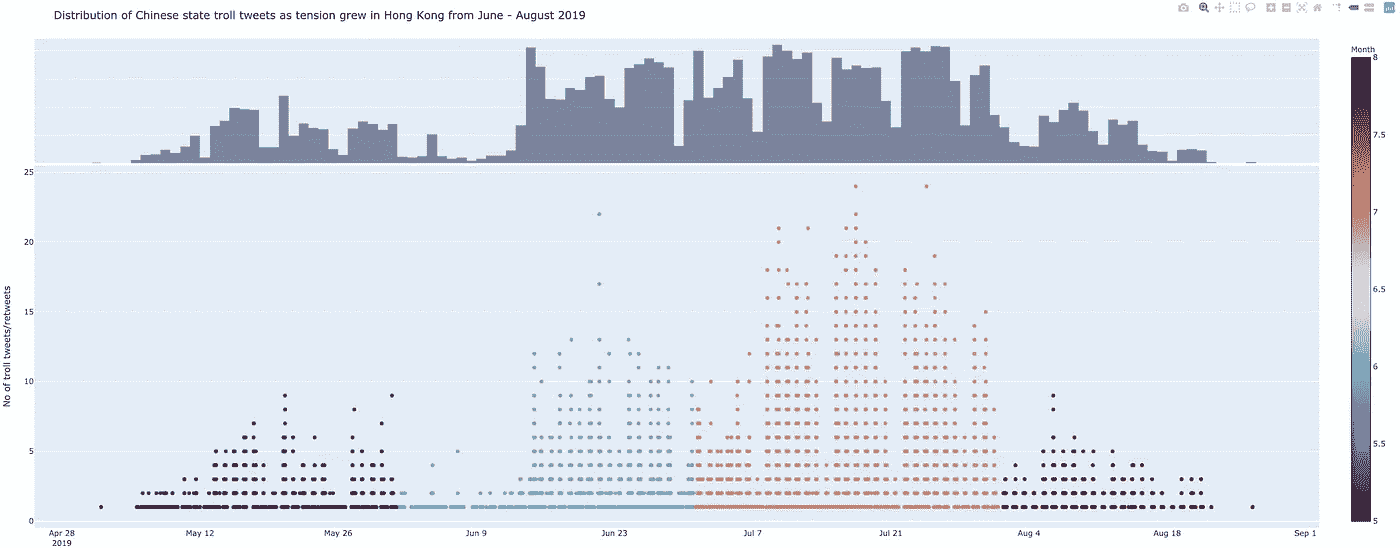 Distribution of Chinese state troll tweets as tension grew in Hong Kong from June - August 2019
Month
8
7.5
7
6.5
6
5.5
5
25
20
15
10
5
0
No of troll tweets/retweets
Apr 28
2019
May 12
May 26
Jun 9
Jun 23
Jul 7
Jul 21
Aug 4
Aug 18
Sep 1